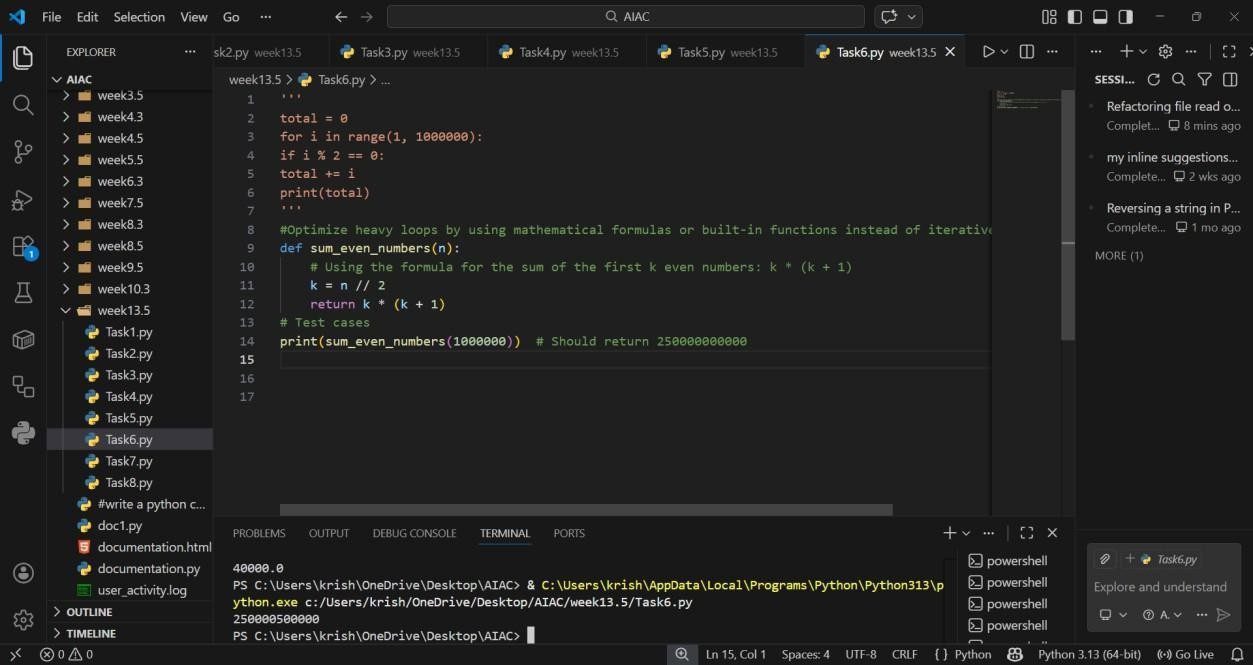 File Edit Selection View Go ··· AIAC
EXPLORER ···
AIAC
week3.5
week4.3
week4.5
week5.5
week6.3
week7.5
week8.3
week8.5
week9.5
week10.3
week13.5
Task1.py
Task2.py
Task3.py
Task4.py
Task5.py
Task6.py
Task7.py
Task8.py
#write a python c...
doc1.py
documentation.html
documentation.py
user_activity.log
OUTLINE
TIMELINE
1
sk2.py week13.5 Task3.py week13.5 Task4.py week13.5 Task5.py week13.5 Task6.py week13.5
week13.5 > Task6.py > ...
1 '''
2 total = 0
3 for i in range(1, 1000000):
4 if i % 2 == 0:
5 total += i
6 print(total)
7 '''
8 #Optimize heavy loops by using mathematical formulas or built-in functions instead of iterative
9 def sum_even_numbers(n):
10     # Using the formula for the sum of the first k even numbers: k * (k + 1)
11     k = n // 2
12     return k * (k + 1)
13 # Test cases
14 print(sum_even_numbers(1000000))  # Should return 250000000000
15
16
17
PROBLEMS OUTPUT DEBUG CONSOLE TERMINAL PORTS
40000.0
PS C:\Users\krish\OneDrive\Desktop\AIAC> & C:\Users\krish\AppData\Local\Programs\Python\Python313\p
ython.exe c:/Users/krish/OneDrive/Desktop/AIAC/week13.5/Task6.py
250000500000
PS C:\Users\krish\OneDrive\Desktop\AIAC>
powershell
powershell
powershell
powershell
SESSI...
Refactoring file read o...
Complet... 8 mins ago
my inline suggestions...
Complete... 2 wks ago
Reversing a string in P...
Complete... 1 mo ago
MORE (1)
Task6.py
Explore and understand
A.
0 0 Ln 15, Col 1 Spaces: 4 UTF-8 CRLF {} Python Python 3.13 (64-bit) Go Live